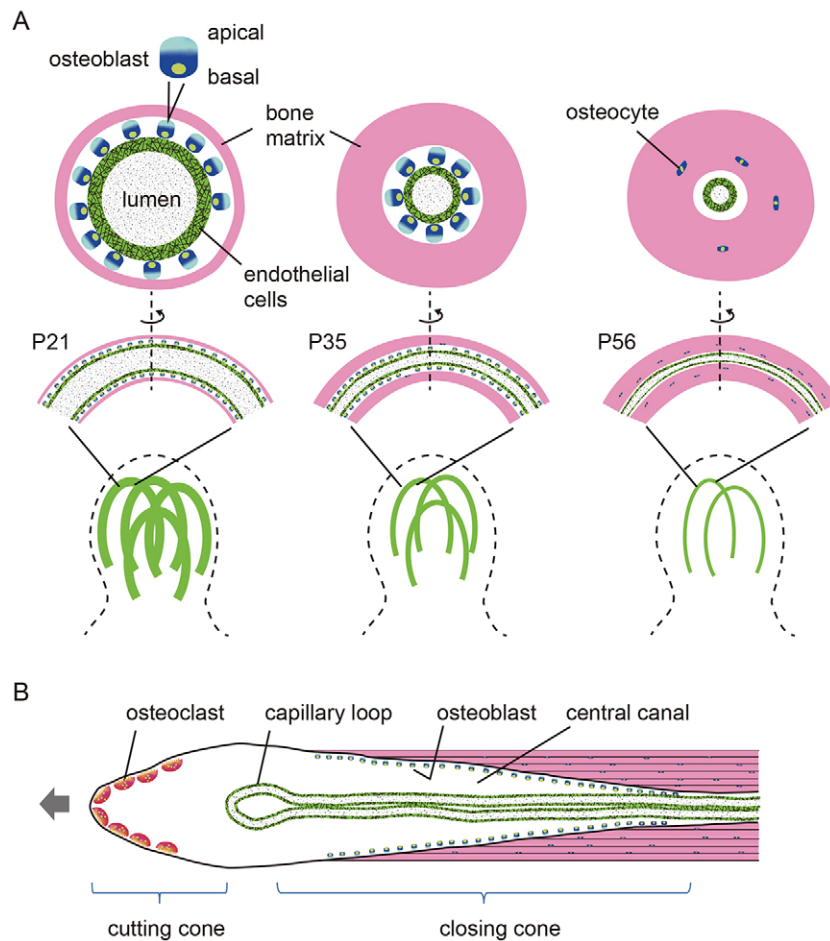 A
osteoblast
apical
basal
bone
matrix
osteocyte
lumen
endothelial
cells
P21
P35
P56
B
osteoclast
capillary loop
osteoblast
central canal
cutting cone
closing cone